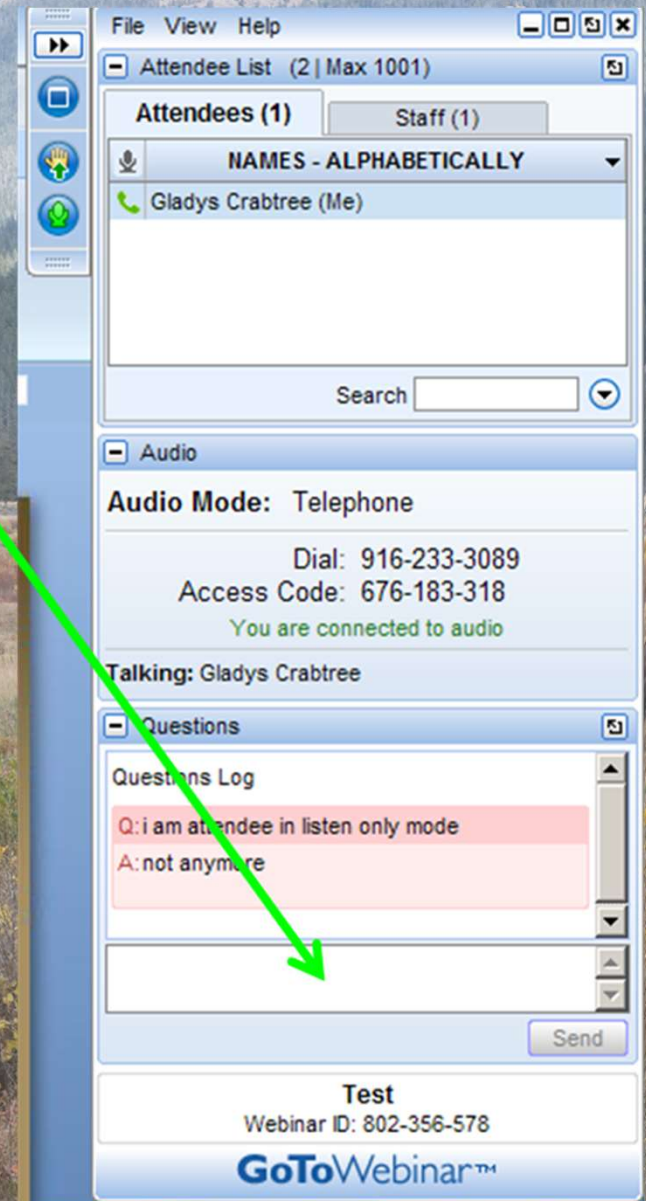 File View Help
Attendee List (2 | Max 1001)
Attendees (1) Staff (1)
NAMES - ALPHABETICALLY
Gladys Crabtree (Me)
Search
Audio
Audio Mode: Telephone
Dial: 916-233-3089
Access Code: 676-183-318
You are connected to audio
Talking: Gladys Crabtree
Questions
Questions Log
Q: i am attendee in listen only mode
A: not anymore
Send
Test
Webinar ID: 802-356-578
GoToWebinar™